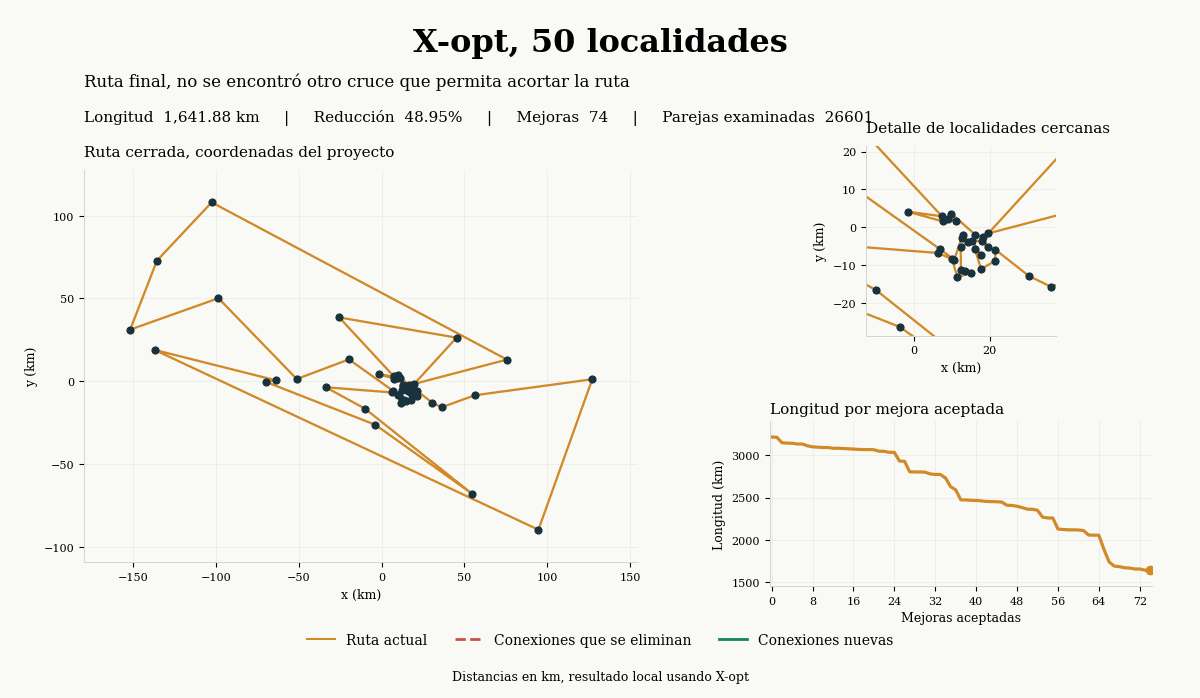 X-opt, 50 localidades
Ruta final, no se encontró otro cruce que permita acortar la ruta
Longitud 1,641.88 km | Reducción 48.95% | Mejoras 74 | Parejas examinadas 26601
Detalle de localidades cercanas
Ruta cerrada, coordenadas del proyecto
20
10
0
−10
−20
y (km)
0 20
x (km)
100
50
0
−50
−100
y (km)
−150 −100 −50 0 50 100 150
x (km)
Longitud por mejora aceptada
3000
2500
2000
1500
Longitud (km)
0 8 16 24 32 40 48 56 64 72
Mejoras aceptadas
Ruta actual Conexiones que se eliminan Conexiones nuevas
Distancias en km, resultado local usando X-opt